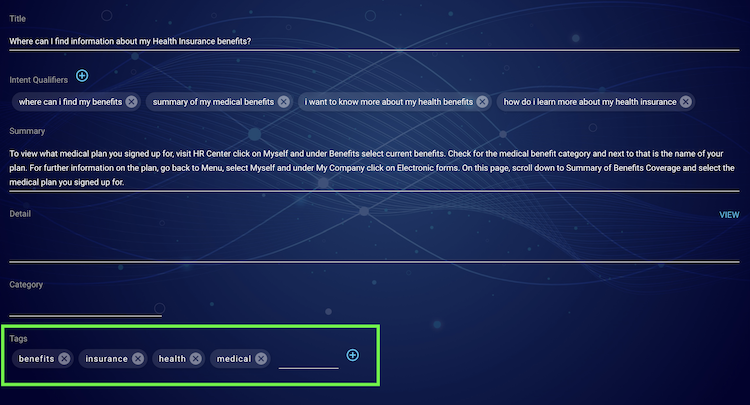 Title
Where can I find information about my Health Insurance benefits?
Intent Qualifiers
where can i find my benefits summary of my medical benefits i want to know more about my health benefits how do i learn more about my health insurance
Summary
To view what medical plan you signed up for, visit HR Center click on Myself and under Benefits select current benefits. Check for the medical benefit category and next to that is the name of your
plan. For further information on the plan, go back to Menu, select Myself and under My Company click on Electronic forms. On this page, scroll down to Summary of Benefits Coverage and select the
medical plan you signed up for.
Detail VIEW
Category
Tags
benefits insurance health medical